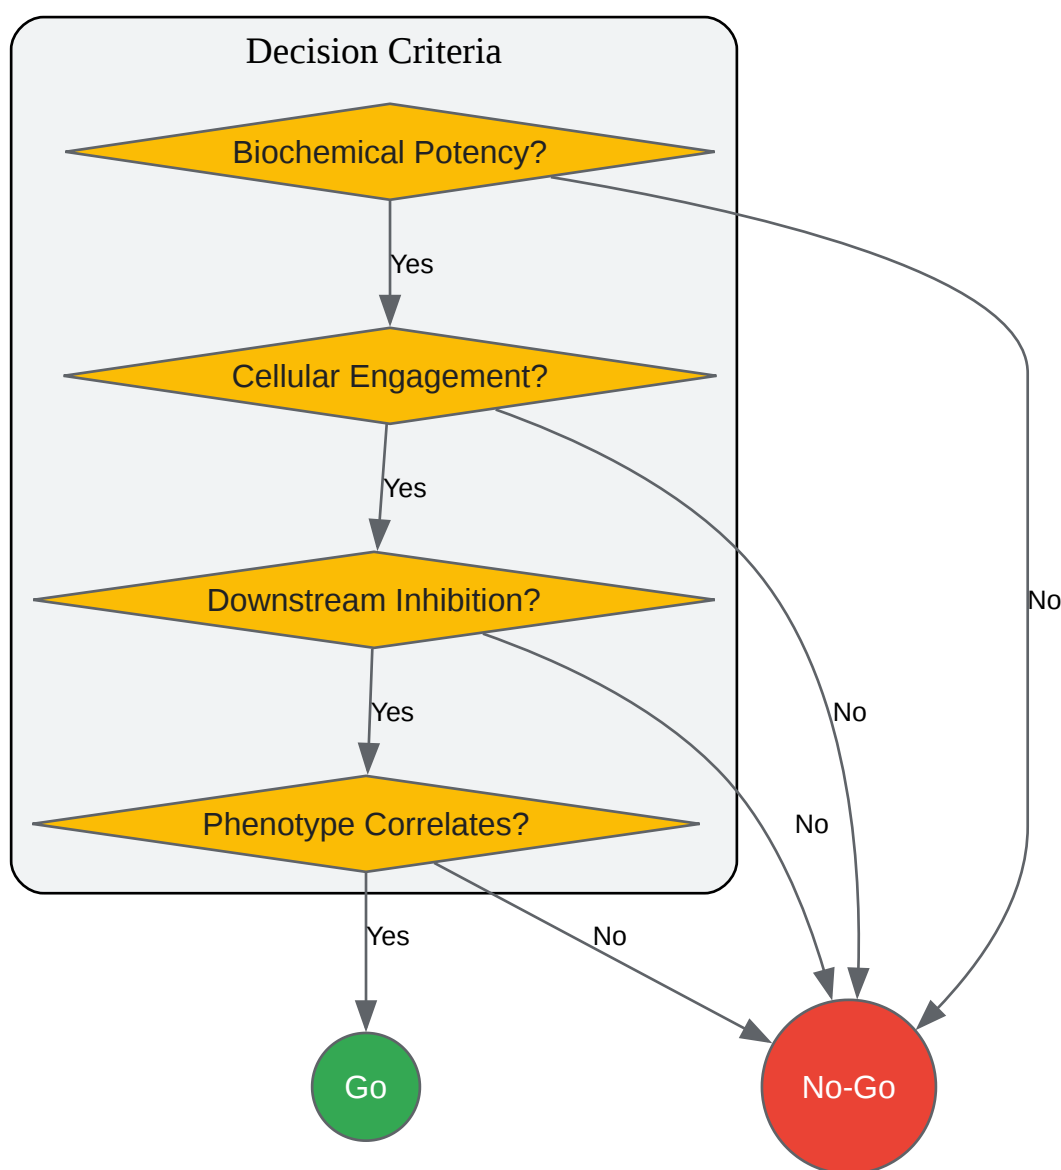 Decision Criteria
Biochemical Potency?
Yes
Cellular Engagement?
Yes
Downstream Inhibition?
No
Yes
No
Phenotype Correlates?
No
Yes
No
Go
No-Go